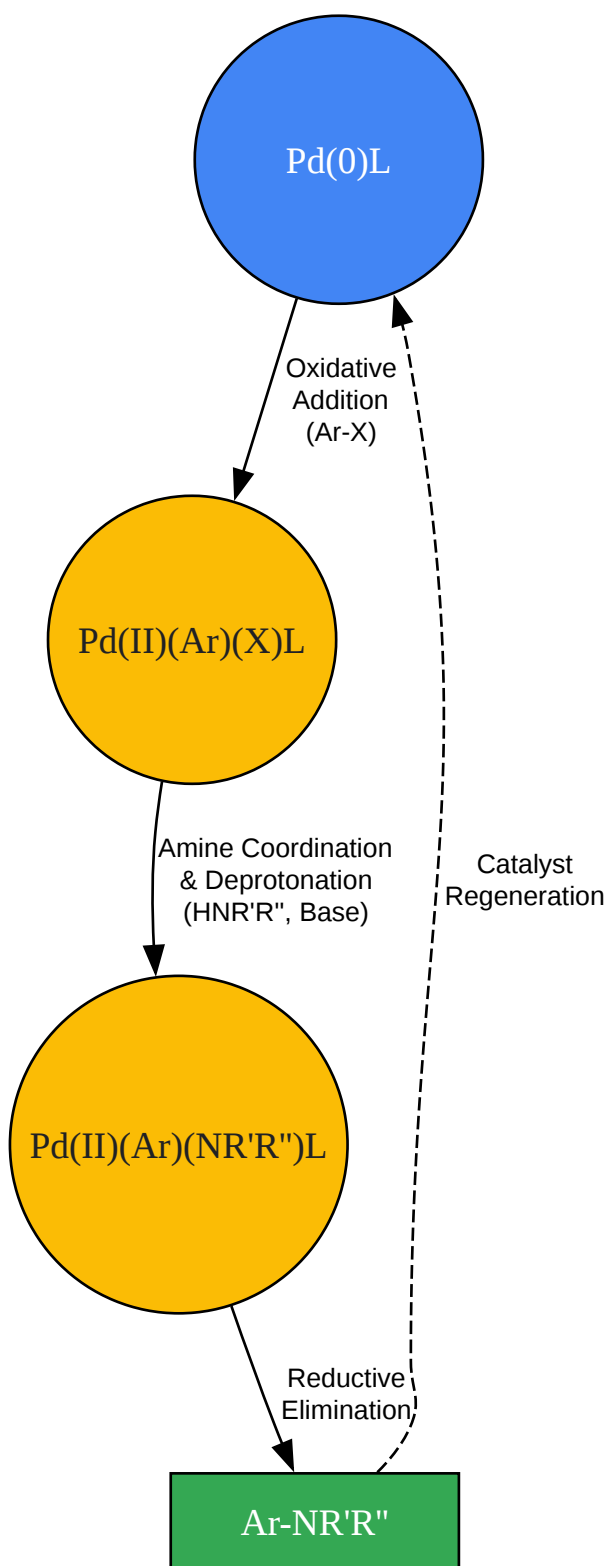 Pd(0)L
Oxidative
Addition
(Ar-X)
Pd(II)(Ar)(X)L
Amine Coordination
& Deprotonation
(HNR'R'', Base)
Catalyst
Regeneration
Pd(II)(Ar)(NR'R'')L
Reductive
Elimination
Ar-NR'R''